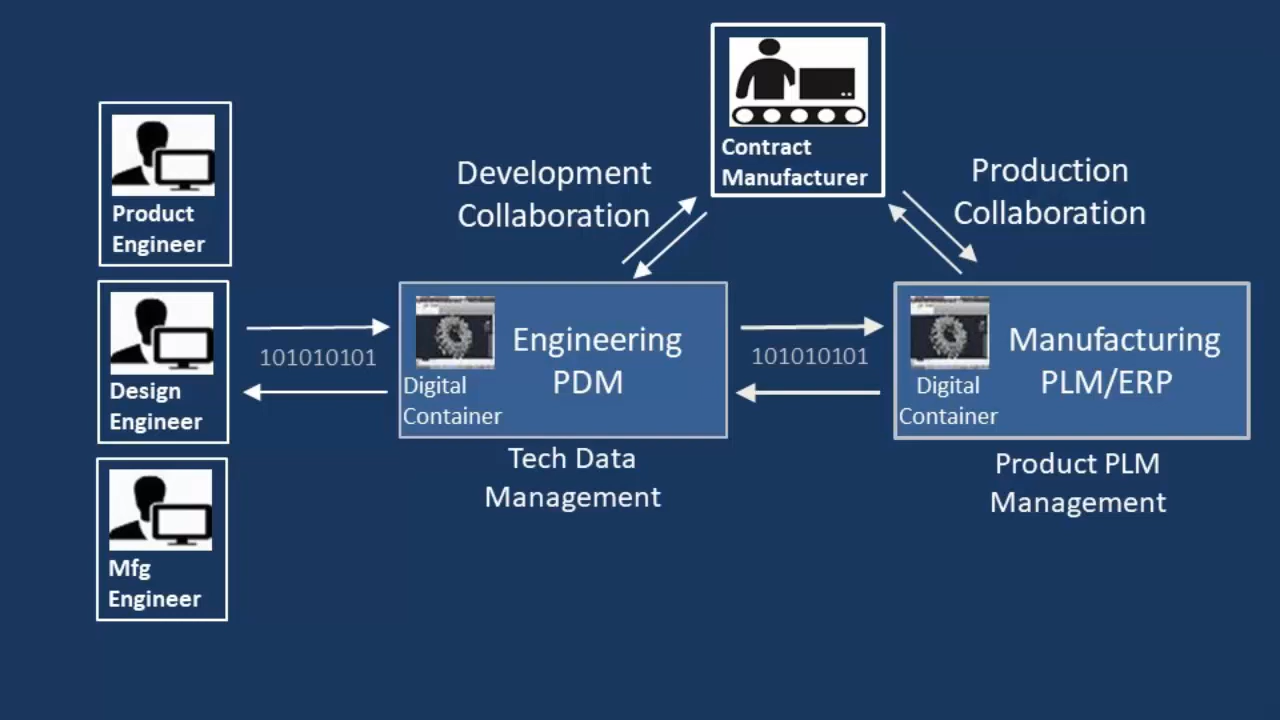 Contract
Manufacturer
Product
Engineer
Development
Collaboration
Production
Collaboration
Design
Engineer
101010101
Digital
Container
Engineering
PDM
Tech Data
Management
101010101
Digital
Container
Manufacturing
PLM/ERP
Product PLM
Management
Mfg
Engineer